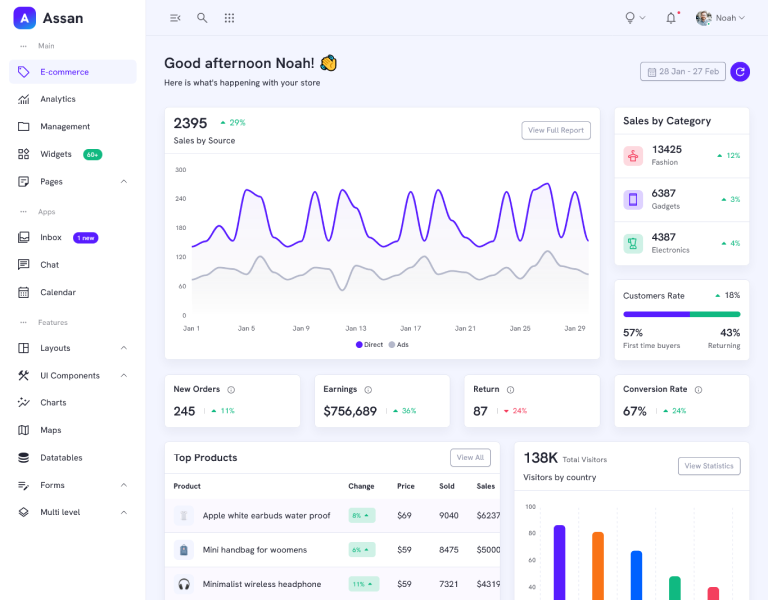 A Assan
Main
E-commerce
Analytics
Management
Widgets 60+
Pages
Apps
Inbox 1 new
Chat
Calendar
Features
Layouts
UI Components
Charts
Maps
Datatables
Forms
Multi level
Noah
Good afternoon Noah!
Here is what's happening with your store
28 Jan - 27 Feb
2395 29%
Sales by Source
View Full Report
300
240
180
120
60
0
Jan 1 Jan 5 Jan 9 Jan 13 Jan 17 Jan 21 Jan 25 Jan 29
Direct Ads
Sales by Category
13425
Fashion
12%
6387
Gadgets
3%
4387
Electronics
4%
Customers Rate 18%
57% 43%
First time buyers Returning
New Orders
245 11%
Earnings
$756,689 36%
Return
87 24%
Conversion Rate
67% 24%
Top Products
View All
Product Change Price Sold Sales
Apple white earbuds water proof 8% $69 9040 $6237
Mini handbag for woomens 6% $59 8475 $5000
Minimalist wireless headphone 11% $59 7321 $4319
138K Total Visitors
Visitors by country
View Statistics
100
80
60
40